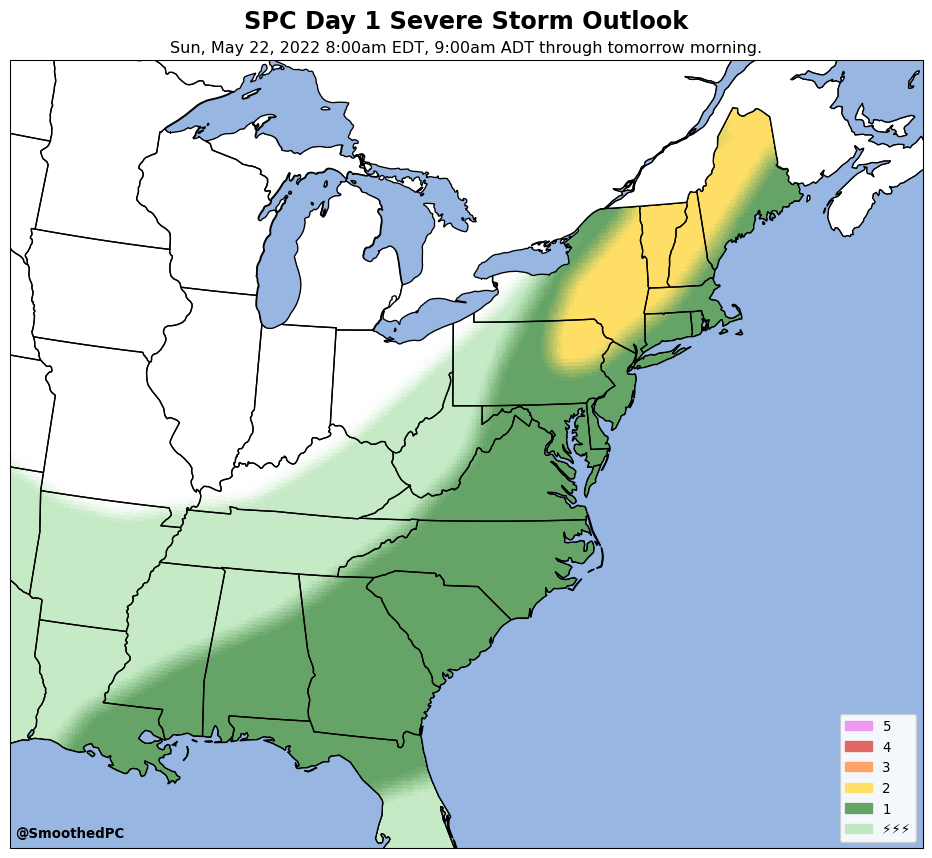 SPC Day 1 Severe Storm Outlook
Sun, May 22, 2022 8:00am EDT, 9:00am ADT through tomorrow morning.
5
4
3
2
1
⚡⚡⚡
@SmoothedPC